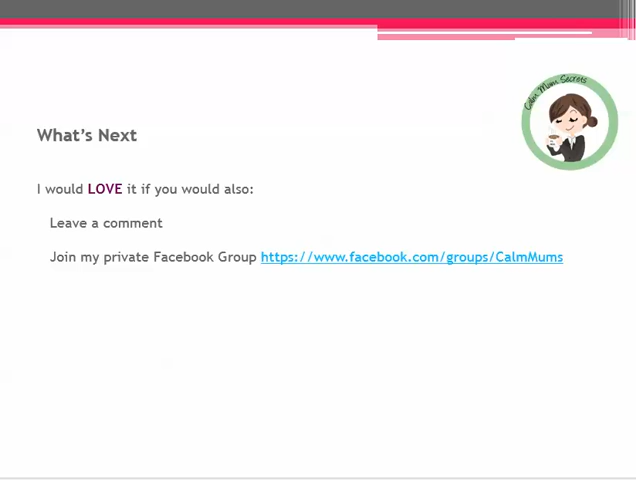 Calm Mum Secrets
What's Next
I would LOVE it if you would also:
Leave a comment
Join my private Facebook Group https://www.facebook.com/groups/CalmMums